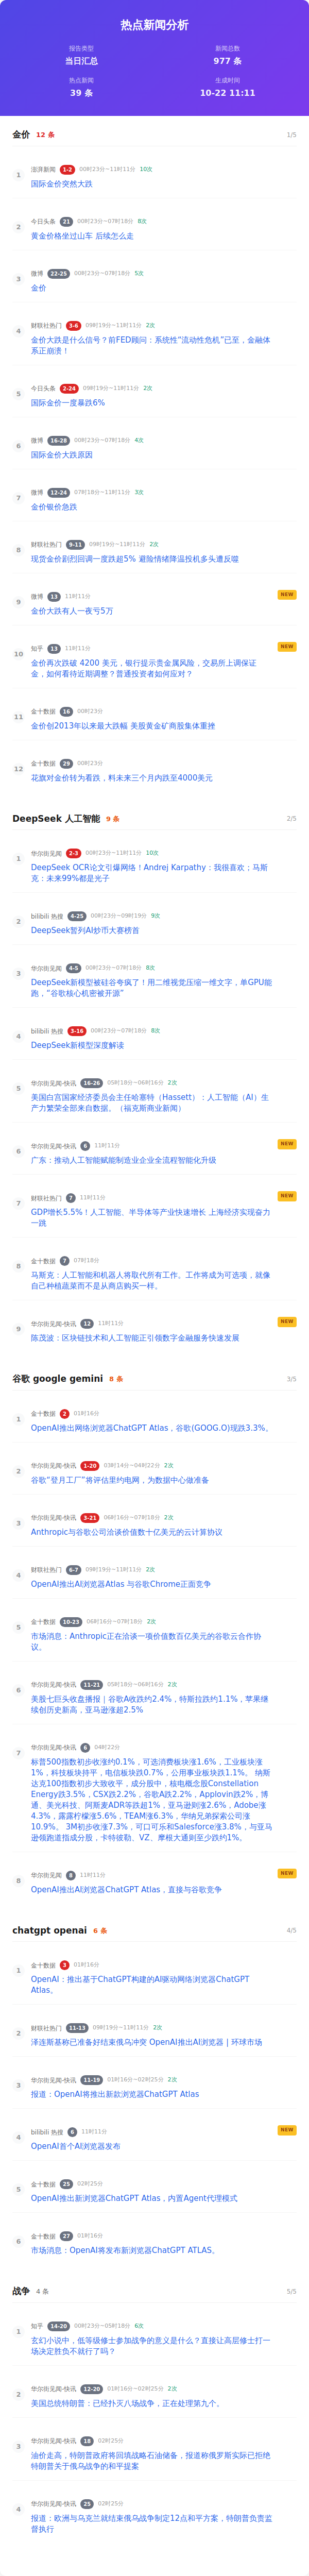 热点新闻分析
报告类型
当日汇总
新闻总数
977 条
热点新闻
39 条
生成时间
10-22 11:11
金价 12 条 1/5
1 澎湃新闻 1-2 00时23分~11时11分 10次
国际金价突然大跌
2 今日头条 21 00时23分~07时18分 8次
黄金价格坐过山车 后续怎么走
3 微博 22-25 00时23分~07时18分 5次
金价
4 财联社热门 3-6 09时19分~11时11分 2次
金价大跌是什么信号？前FED顾问：系统性“流动性危机”已至，金融体
系正崩溃！
5 今日头条 2-24 09时19分~11时11分 2次
国际金价一度暴跌6%
6 微博 16-28 00时23分~07时18分 4次
国际金价大跌原因
7 微博 12-24 07时18分~11时11分 3次
金价银价急跌
8 财联社热门 9-11 09时19分~11时11分 2次
现货金价剧烈回调一度跌超5% 避险情绪降温投机多头遭反噬
9 微博 13 11时11分 NEW
金价大跌有人一夜亏5万
10 知乎 13 11时11分 NEW
金价再次跌破 4200 美元，银行提示贵金属风险，交易所上调保证
金，如何看待近期调整？普通投资者如何应对？
11 金十数据 16 00时23分
金价创2013年以来最大跌幅 美股黄金矿商股集体重挫
12 金十数据 29 00时23分
花旗对金价转为看跌，料未来三个月内跌至4000美元
DeepSeek 人工智能 9 条 2/5
1 华尔街见闻 2-3 00时23分~11时11分 10次
DeepSeek OCR论文引爆网络！Andrej Karpathy：我很喜欢；马斯
克：未来99%都是光子
2 bilibili 热搜 4-25 00时23分~09时19分 9次
DeepSeek暂列AI炒币大赛榜首
3 华尔街见闻 4-5 00时23分~07时18分 8次
DeepSeek新模型被硅谷夸疯了！用二维视觉压缩一维文字，单GPU能
跑，“谷歌核心机密被开源”
4 bilibili 热搜 3-16 00时23分~07时18分 8次
DeepSeek新模型深度解读
5 华尔街见闻-快讯 16-26 05时18分~06时16分 2次
美国白宫国家经济委员会主任哈塞特（Hassett）：人工智能（AI）生
产力繁荣全部来自数据。（福克斯商业新闻）
6 华尔街见闻-快讯 6 11时11分 NEW
广东：推动人工智能赋能制造业企业全流程智能化升级
7 财联社热门 7 11时11分 NEW
GDP增长5.5%！人工智能、半导体等产业快速增长 上海经济实现奋力
一跳
8 金十数据 7 07时18分
马斯克：人工智能和机器人将取代所有工作。工作将成为可选项，就像
自己种植蔬菜而不是从商店购买一样。
9 华尔街见闻-快讯 12 11时11分 NEW
陈茂波：区块链技术和人工智能正引领数字金融服务快速发展
谷歌 google gemini 8 条 3/5
1 金十数据 2 01时16分
OpenAI推出网络浏览器ChatGPT Atlas，谷歌(GOOG.O)现跌3.3%。
2 华尔街见闻-快讯 1-20 03时14分~04时22分 2次
谷歌“登月工厂”将评估里约电网，为数据中心做准备
3 华尔街见闻-快讯 3-21 06时16分~07时18分 2次
Anthropic与谷歌公司洽谈价值数十亿美元的云计算协议
4 财联社热门 6-7 09时19分~11时11分 2次
OpenAI推出AI浏览器Atlas 与谷歌Chrome正面竞争
5 金十数据 10-23 06时16分~07时18分 2次
市场消息：Anthropic正在洽谈一项价值数百亿美元的谷歌云合作协
议。
6 华尔街见闻-快讯 11-21 05时18分~06时16分 2次
美股七巨头收盘播报｜谷歌A收跌约2.4%，特斯拉跌约1.1%，苹果继
续创历史新高，亚马逊涨超2.5%
7 华尔街见闻-快讯 6 04时22分
标普500指数初步收涨约0.1%，可选消费板块涨1.6%，工业板块涨
1%，科技板块持平，电信板块跌0.7%，公用事业板块跌1.1%。 纳斯
达克100指数初步大致收平，成分股中，核电概念股Constellation
Energy跌3.5%，CSX跌2.2%，谷歌A跌2.2%，Applovin跌2%，博
通、美光科技、阿斯麦ADR等跌超1%，亚马逊则涨2.6%，Adobe涨
4.3%，露露柠檬涨5.6%，TEAM涨6.3%，华纳兄弟探索公司涨
10.9%。 3M初步收涨7.3%，可口可乐和Salesforce涨3.8%，与亚马
逊领跑道指成分股，卡特彼勒、VZ、摩根大通则至少跌约1%。
8 华尔街见闻 8 11时11分 NEW
OpenAI推出AI浏览器ChatGPT Atlas，直接与谷歌竞争
chatgpt openai 6 条 4/5
1 金十数据 3 01时16分
OpenAI：推出基于ChatGPT构建的AI驱动网络浏览器ChatGPT
Atlas。
2 财联社热门 11-13 09时19分~11时11分 2次
泽连斯基称已准备好结束俄乌冲突 OpenAI推出AI浏览器 | 环球市场
3 华尔街见闻-快讯 11-19 01时16分~02时25分 2次
报道：OpenAI将推出新款浏览器ChatGPT Atlas
4 bilibili 热搜 6 11时11分 NEW
OpenAI首个AI浏览器发布
5 金十数据 25 02时25分
OpenAI推出新浏览器ChatGPT Atlas，内置Agent代理模式
6 金十数据 27 01时16分
市场消息：OpenAI将发布新浏览器ChatGPT ATLAS。
战争 4 条 5/5
1 知乎 14-20 00时23分~05时18分 6次
玄幻小说中，低等级修士参加战争的意义是什么？直接让高层修士打一
场决定胜负不就行了吗？
2 华尔街见闻-快讯 12-20 01时16分~02时25分 2次
美国总统特朗普：已经扑灭八场战争，正在处理第九个。
3 华尔街见闻-快讯 18 02时25分
油价走高，特朗普政府将回填战略石油储备，报道称俄罗斯实际已拒绝
特朗普关于俄乌战争的和平提案
4 华尔街见闻-快讯 25 02时25分
报道：欧洲与乌克兰就结束俄乌战争制定12点和平方案，特朗普负责监
督执行